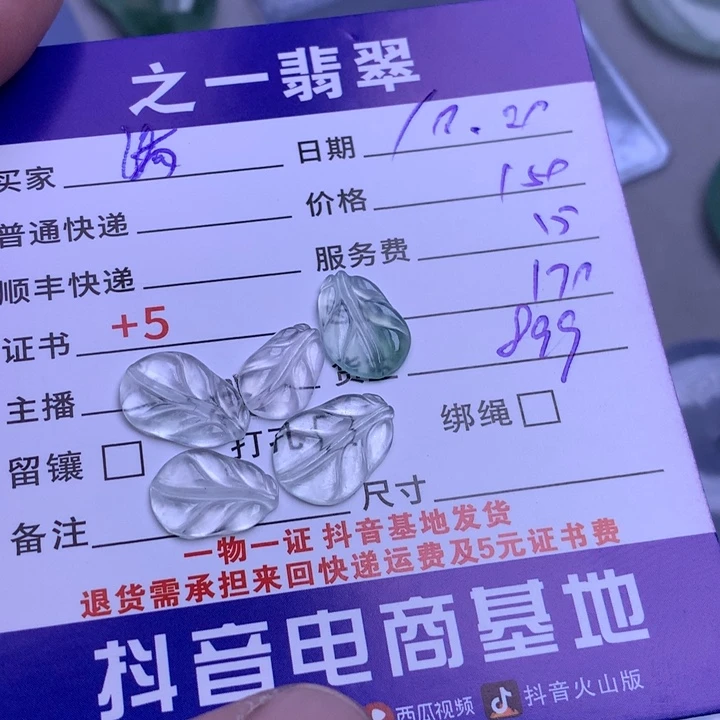 之一翡翠
买家 日期
普通快递 价格 150
顺丰快递 服务费 15
证书 +5 170
主播 899
留镶 打孔 绑绳
备注 尺寸
一物一证 抖音基地发货
退货需承担来回快递运费及5元证书费
抖音电商基地
西瓜视频 抖音火山版